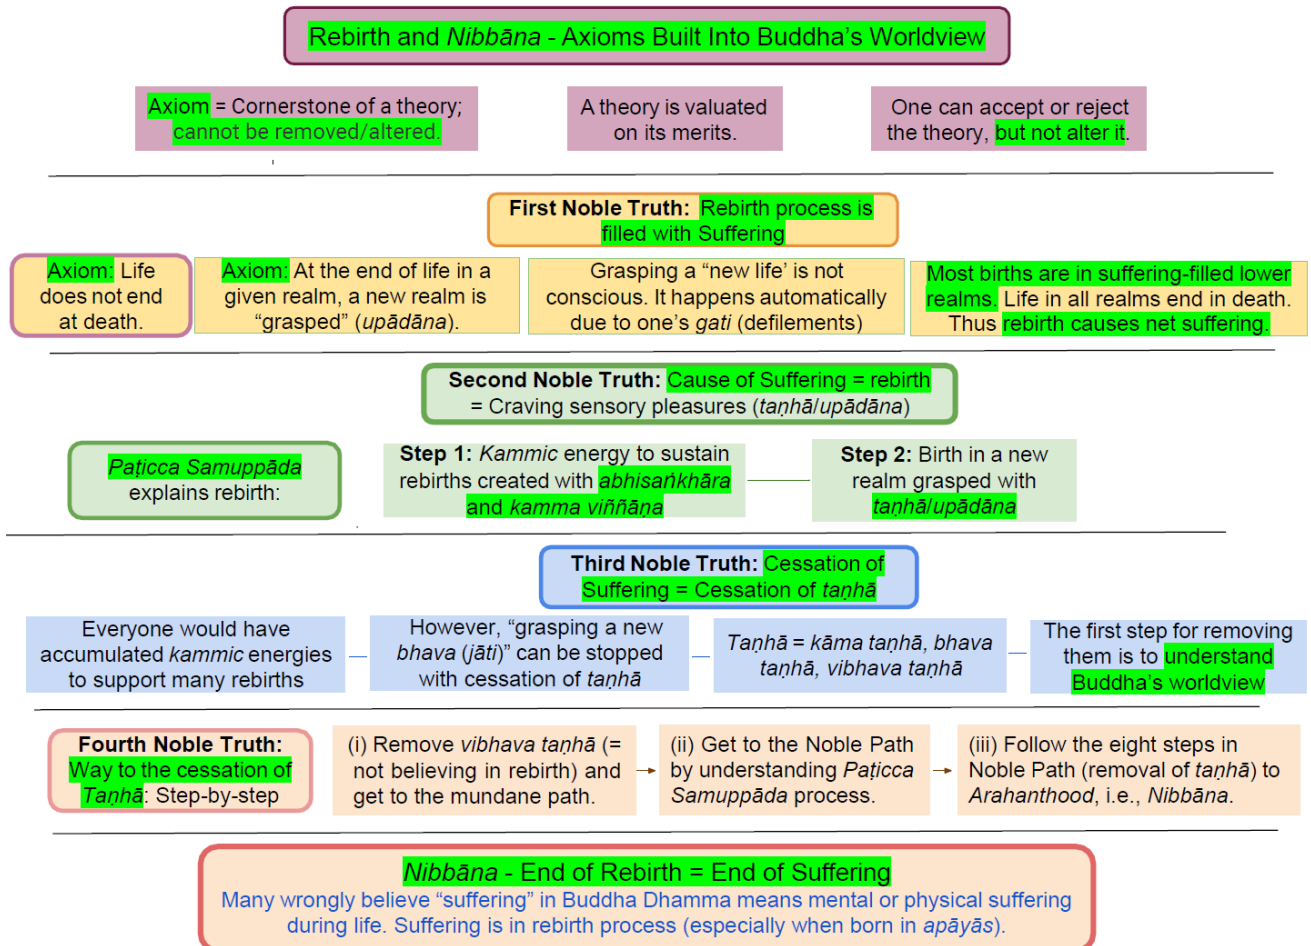 Rebirth and Nibbāna - Axioms Built Into Buddha's Worldview
Axiom = Cornerstone of a theory;
cannot be removed/altered.
A theory is valuated
on its merits.
One can accept or reject
the theory, but not alter it.
First Noble Truth: Rebirth process is
filled with Suffering
Axiom: Life
does not end
at death.
Axiom: At the end of life in a
given realm, a new realm is
“grasped” (upādāna).
Grasping a “new life’ is not
conscious. It happens automatically
due to one's gati (defilements)
Most births are in suffering-filled lower
realms. Life in all realms end in death.
Thus rebirth causes net suffering.
Second Noble Truth: Cause of Suffering = rebirth
= Craving sensory pleasures (taṇhā/upādāna)
Paṭicca Samuppāda
explains rebirth:
Step 1: Kammic energy to sustain
rebirths created with abhisaṅkhāra
and kamma viññāṇa
Step 2: Birth in a new
realm grasped with
taṇhā/upādāna
Third Noble Truth: Cessation of
Suffering = Cessation of taṇhā
Everyone would have
accumulated kammic energies
to support many rebirths
However, “grasping a new
bhava (jāti)” can be stopped
with cessation of taṇhā
Taṇhā = kāma taṇhā, bhava
taṇhā, vibhava taṇhā
The first step for removing
them is to understand
Buddha's worldview
Fourth Noble Truth:
Way to the cessation of
Taṇhā: Step-by-step
(i) Remove vibhava taṇhā (=
not believing in rebirth) and
get to the mundane path.
(ii) Get to the Noble Path
by understanding Paṭicca
Samuppāda process.
(iii) Follow the eight steps in
Noble Path (removal of taṇhā) to
Arahanthood, i.e., Nibbāna.
Nibbāna - End of Rebirth = End of Suffering
Many wrongly believe “suffering” in Buddha Dhamma means mental or physical suffering
during life. Suffering is in rebirth process (especially when born in apāyās).